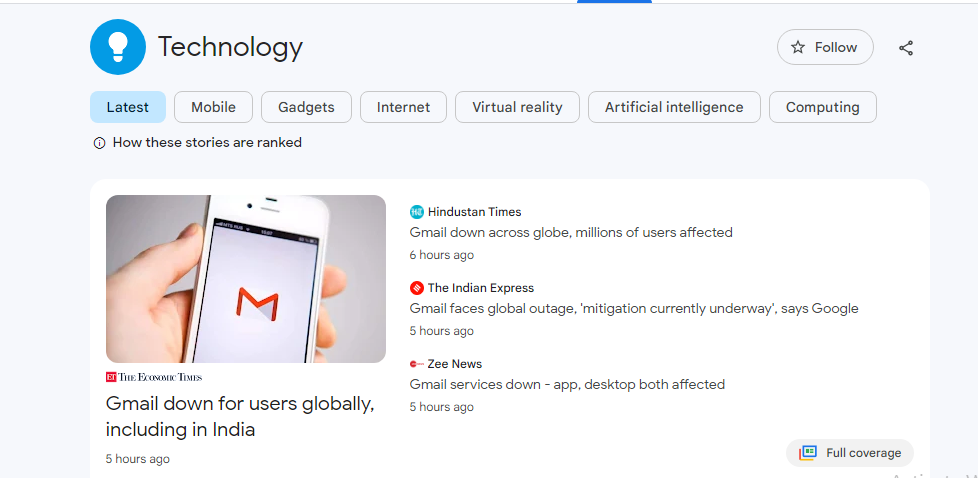 Technology
Follow
Latest
Mobile
Gadgets
Internet
Virtual reality
Artificial intelligence
Computing
How these stories are ranked
THE ECONOMIC TIMES
Gmail down for users globally,
including in India
5 hours ago
Hindustan Times
Gmail down across globe, millions of users affected
6 hours ago
The Indian Express
Gmail faces global outage, 'mitigation currently underway', says Google
5 hours ago
Zee News
Gmail services down - app, desktop both affected
5 hours ago
Full coverage